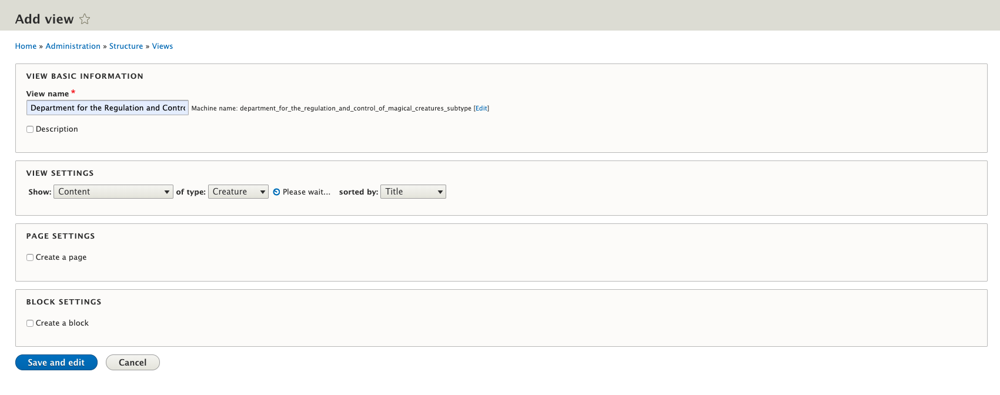 Add view
Home » Administration » Structure » Views
VIEW BASIC INFORMATION
View name *
Department for the Regulation and Contro Machine name: department_for_the_regulation_and_control_of_magical_creatures_subtype [Edit]
Description
VIEW SETTINGS
Show: Content of type: Creature Please wait... sorted by: Title
PAGE SETTINGS
Create a page
BLOCK SETTINGS
Create a block
Save and edit Cancel